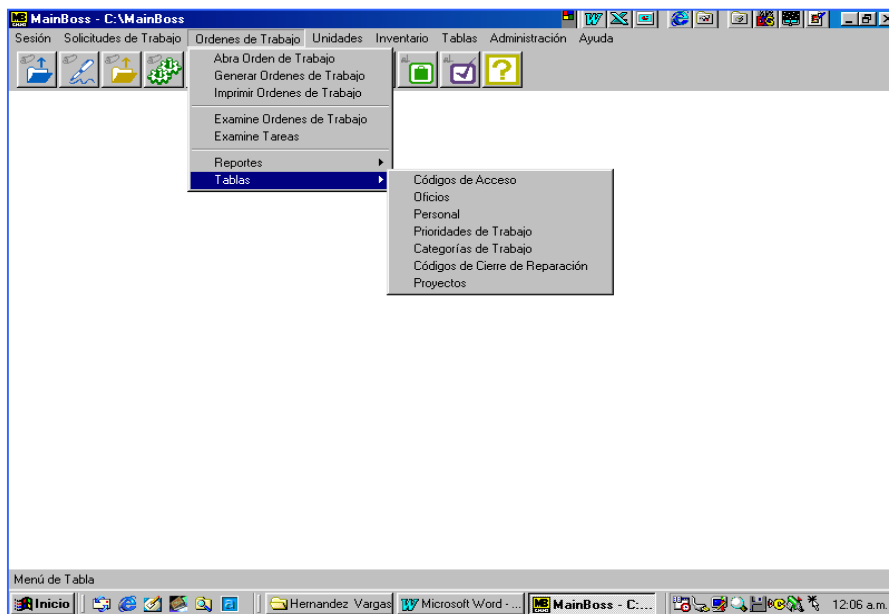 MainBoss - C:\MainBoss
Sesión Solicitudes de Trabajo Ordenes de Trabajo Unidades Inventario Tablas Administración Ayuda
Abra Orden de Trabajo
Generar Ordenes de Trabajo
Imprimir Ordenes de Trabajo
Examine Ordenes de Trabajo
Examine Tareas
Reportes
Tablas
Códigos de Acceso
Oficios
Personal
Prioridades de Trabajo
Categorías de Trabajo
Códigos de Cierre de Reparación
Proyectos
Menú de Tabla
Inicio Hernandez Vargas Microsoft Word - ... MainBoss - C:... 12:06 a.m.